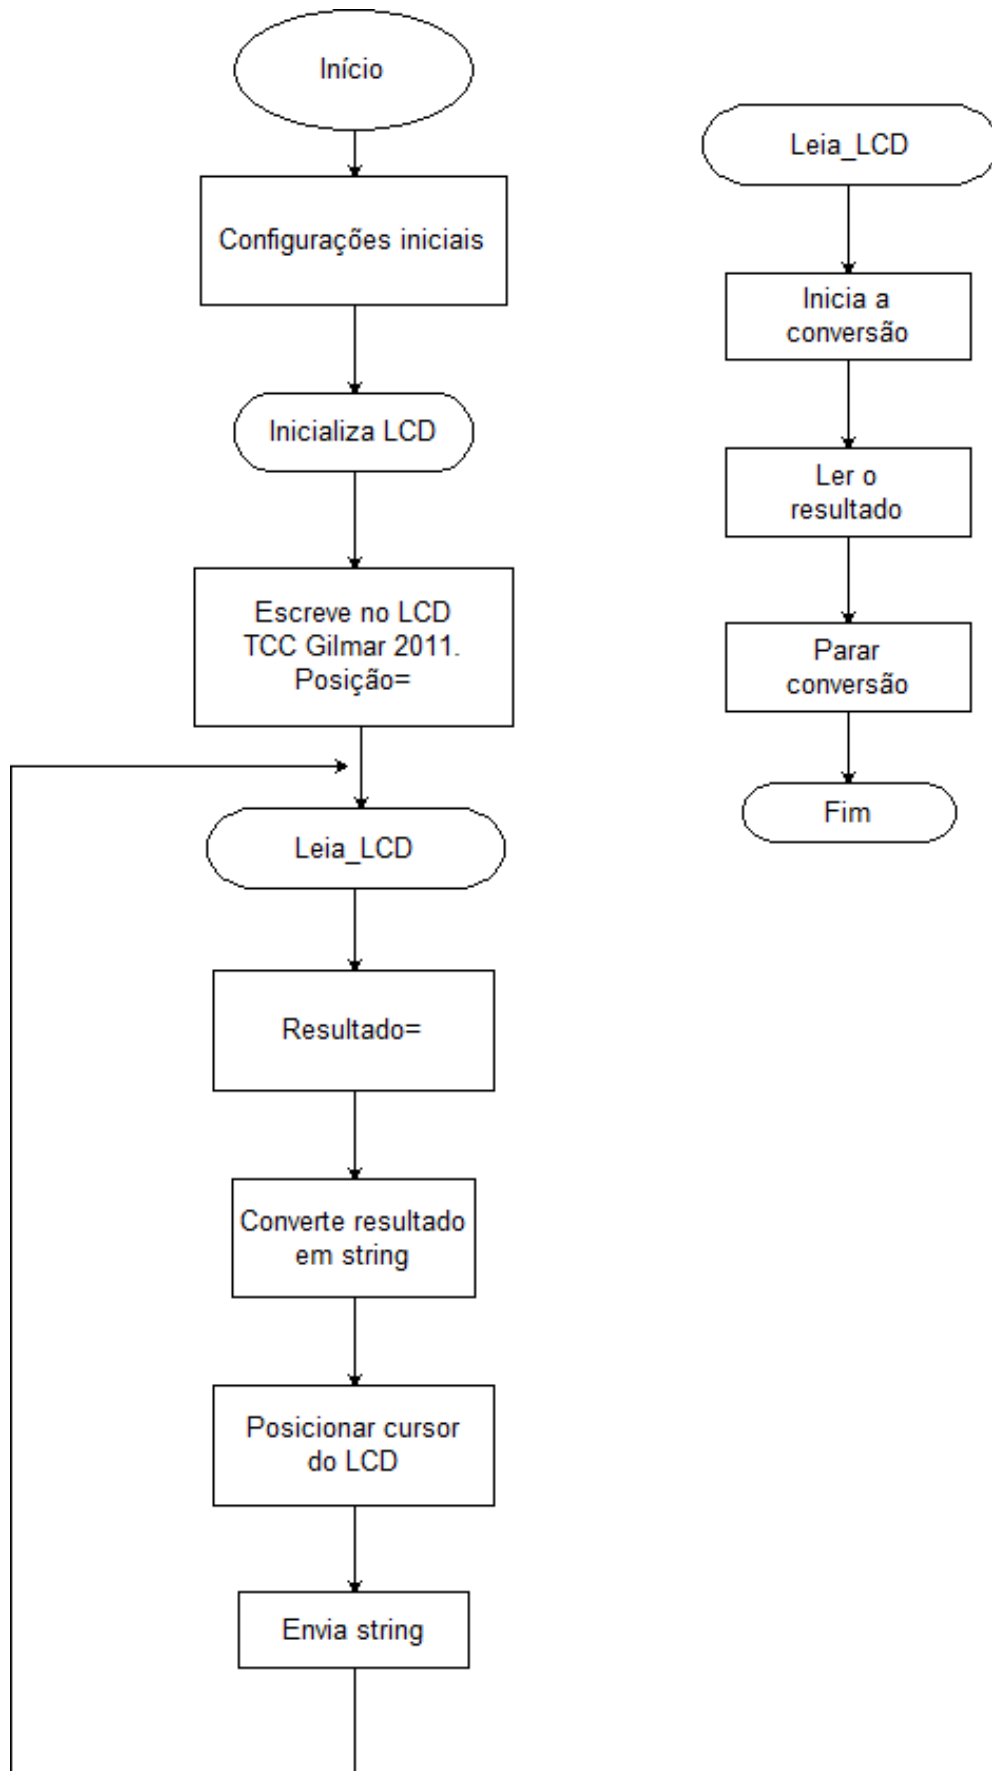 Início
Configurações iniciais
Inicializa LCD
Escreve no LCD
TCC Gilmar 2011.
Posição=
Leia_LCD
Resultado=
Converte resultado
em string
Posicionar cursor
do LCD
Envia string
Leia_LCD
Inicia a
conversão
Ler o
resultado
Parar
conversão
Fim